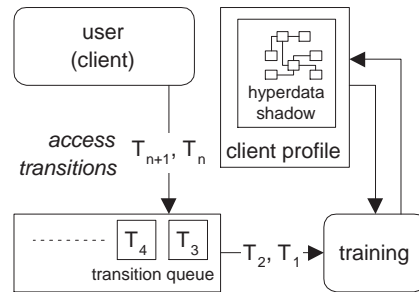 user
(client)
hyperdata
shadow
client profile
access
transitions
Tn+1, Tn
T4
T3
transition queue
T2, T1
training